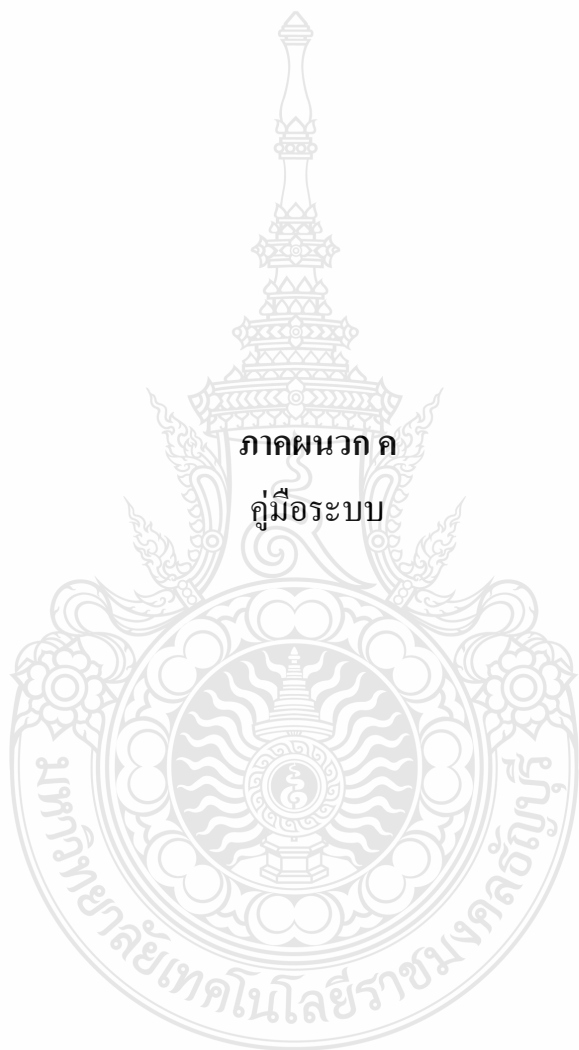 ภาคผนวก ค
คู่มือระบบ
มหาวิทยาลัยเทคโนโลยีราชมงคลธัญบุรี